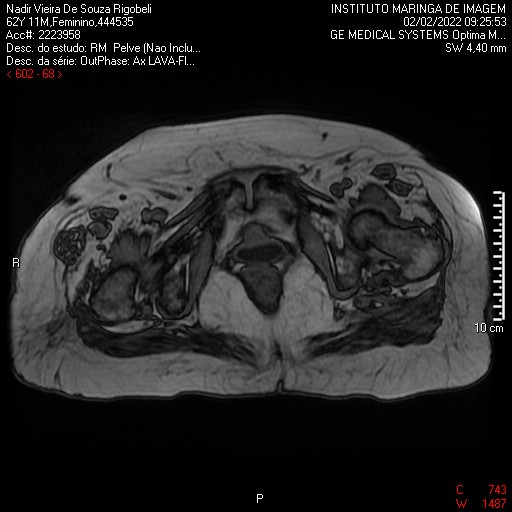 Nadir Vieira De Souza Rigobeli
62Y 11M,Feminino,444535
Acc#: 2223958
Desc. do estudo: RM Pelve (Nao Inclu...
Desc. da série: OutPhase: Ax LAVA-Fl...
< 602 - 68 >
INSTITUTO MARINGA DE IMAGEM
02/02/2022 09:25:53
GE MEDICAL SYSTEMS Optima M...
SW 4,40 mm
R
10 cm
P
C 743
W 1487